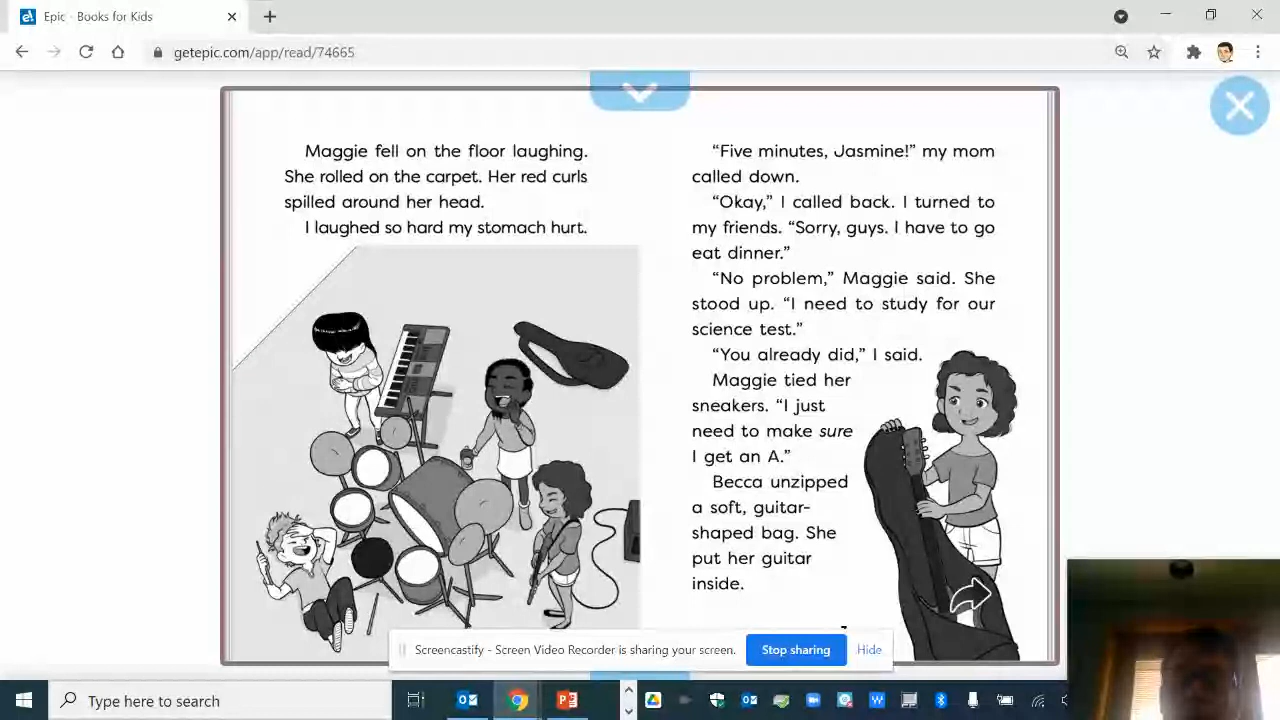 Epic - Books for Kids
getepic.com/app/read/74665
Maggie fell on the floor laughing.
She rolled on the carpet. Her red curls
spilled around her head.
I laughed so hard my stomach hurt.
“Five minutes, Jasmine!” my mom
called down.
“Okay,” I called back. I turned to
my friends. “Sorry, guys. I have to go
eat dinner.”
“No problem,” Maggie said. She
stood up. “I need to study for our
science test.”
“You already did,” I said.
Maggie tied her
sneakers. “I just
need to make sure
I get an A.”
Becca unzipped
a soft, guitar-
shaped bag. She
put her guitar
inside.
Screencastify - Screen Video Recorder is sharing your screen.
Stop sharing
Hide
Type here to search